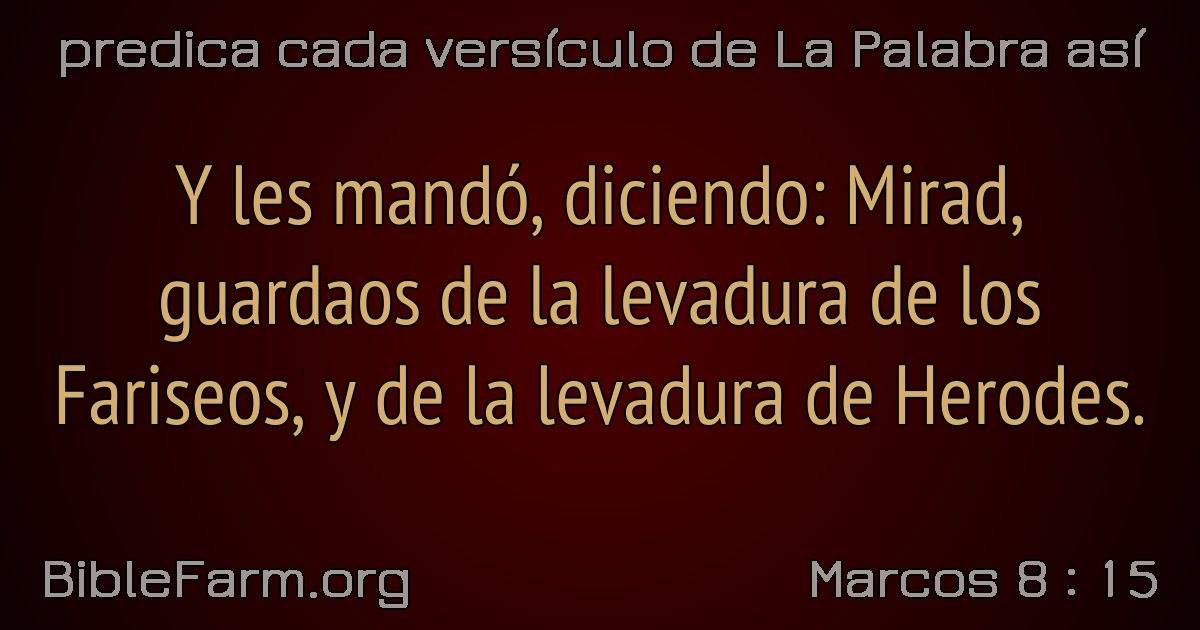 predica cada versículo de La Palabra así
Y les mandó, diciendo: Mirad,
guardaos de la levadura de los
Fariseos, y de la levadura de Herodes.
BibleFarm.org
Marcos 8 : 15